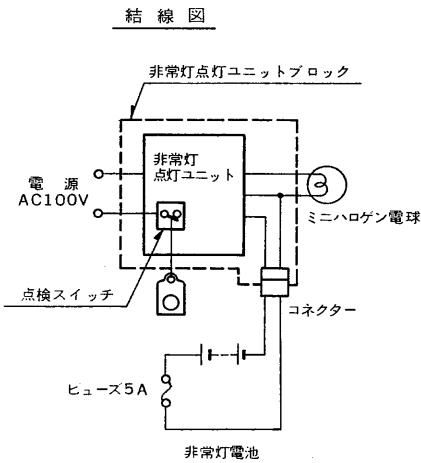 結線図
非常灯点灯ユニットブロック
非常灯
点灯ユニット
電源
AC100V
ミニハロゲン電球
点検スイッチ
コネクター
ヒューズ5A
非常灯電池